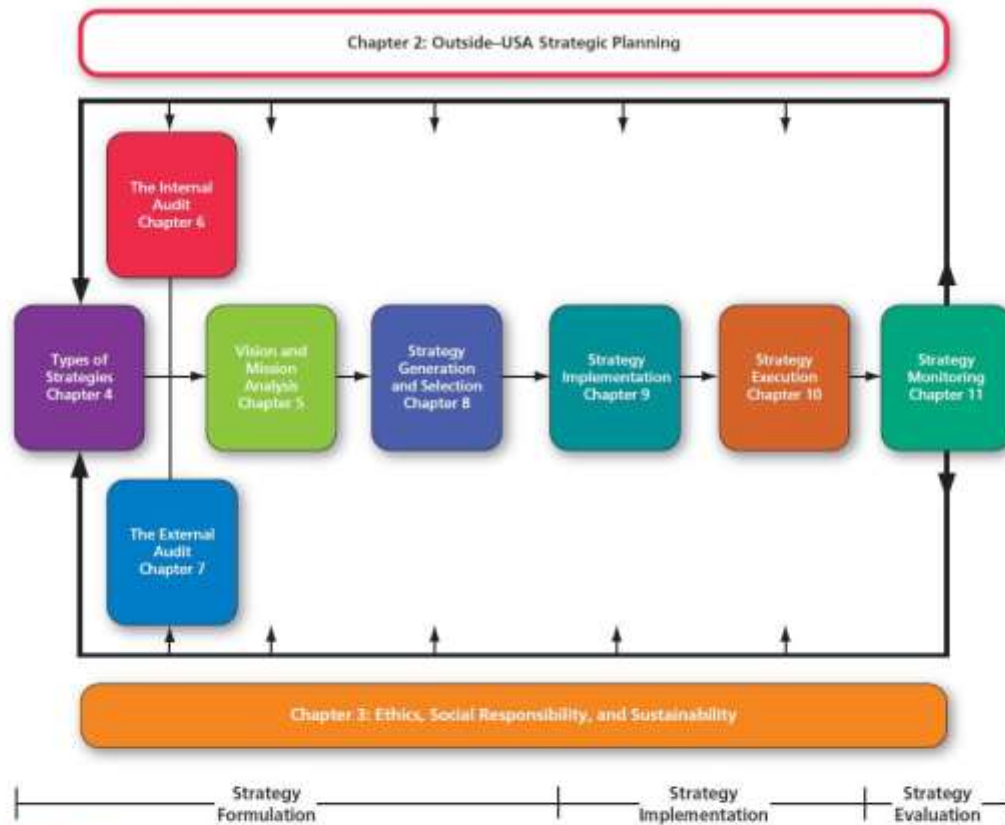 Chapter 2: Outside–USA Strategic Planning
The Internal
Audit
Chapter 6
Types of
Strategies
Chapter 4
Vision and
Mission
Analysis
Chapter 5
Strategy
Generation
and Selection
Chapter 8
Strategy
Implementation
Chapter 9
Strategy
Execution
Chapter 10
Strategy
Monitoring
Chapter 11
The External
Audit
Chapter 7
Chapter 3: Ethics, Social Responsibility, and Sustainability
Strategy
Formulation
Strategy
Implementation
Strategy
Evaluation